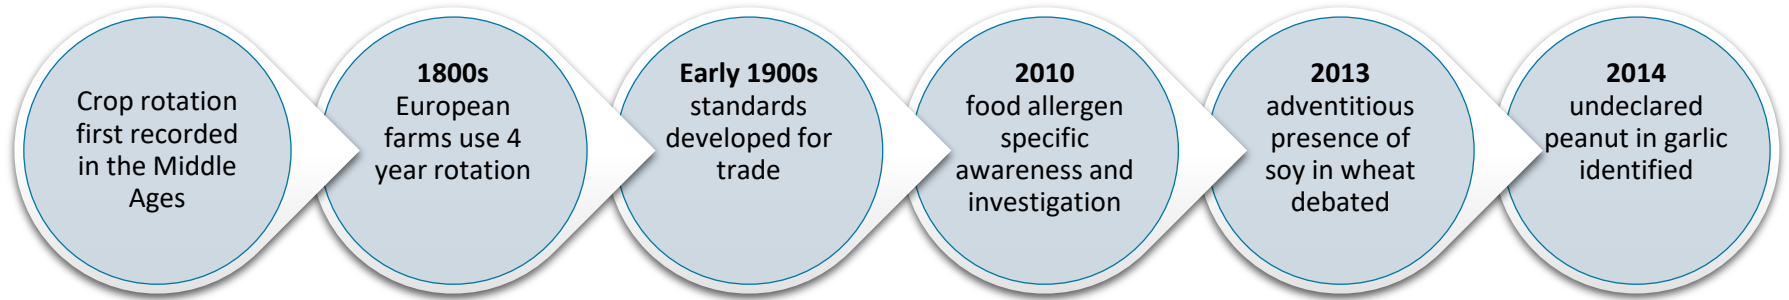 Crop rotation
first recorded
in the Middle
Ages
1800s
European
farms use 4
year rotation
Early 1900s
standards
developed for
trade
2010
food allergen
specific
awareness and
investigation
2013
adventitious
presence of
soy in wheat
debated
2014
undeclared
peanut in garlic
identified